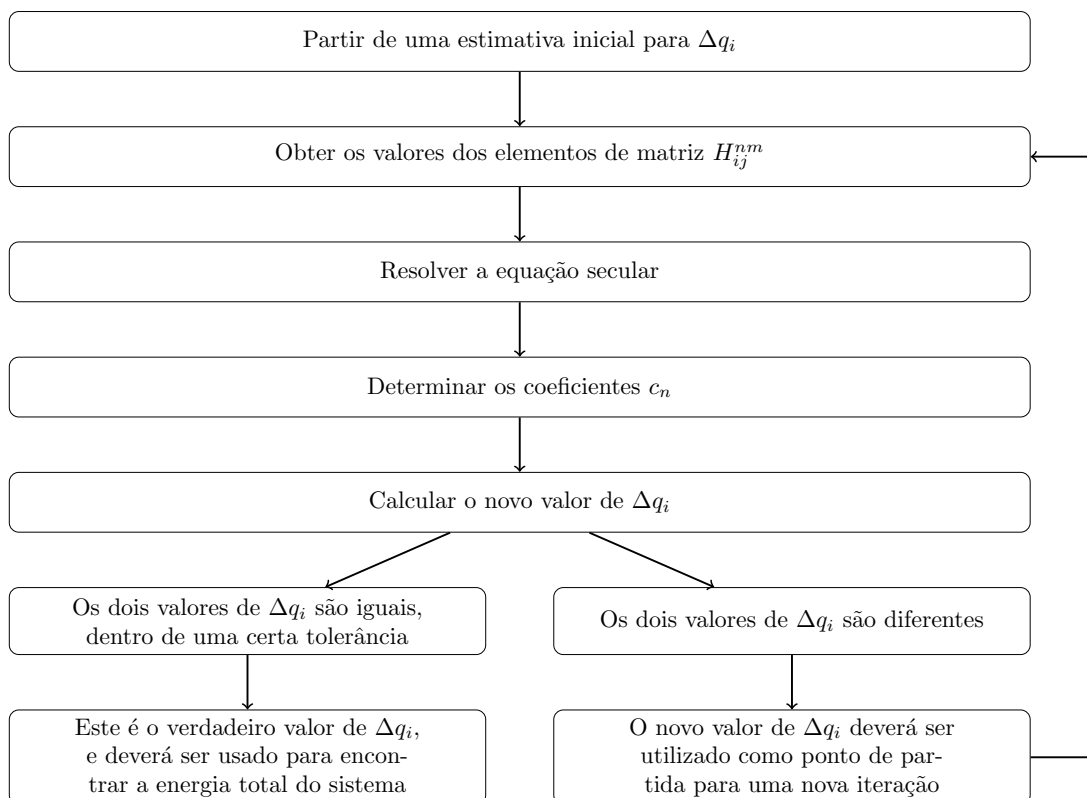 Partir de uma estimativa inicial para Δq_i
Obter os valores dos elementos de matriz H_{ij}^{nm}
Resolver a equação secular
Determinar os coeficientes c_n
Calcular o novo valor de Δq_i
Os dois valores de Δq_i são iguais,
dentro de uma certa tolerância
Os dois valores de Δq_i são diferentes
Este é o verdadeiro valor de Δq_i,
e deverá ser usado para encon-
trar a energia total do sistema
O novo valor de Δq_i deverá ser
utilizado como ponto de par-
tida para uma nova iteração